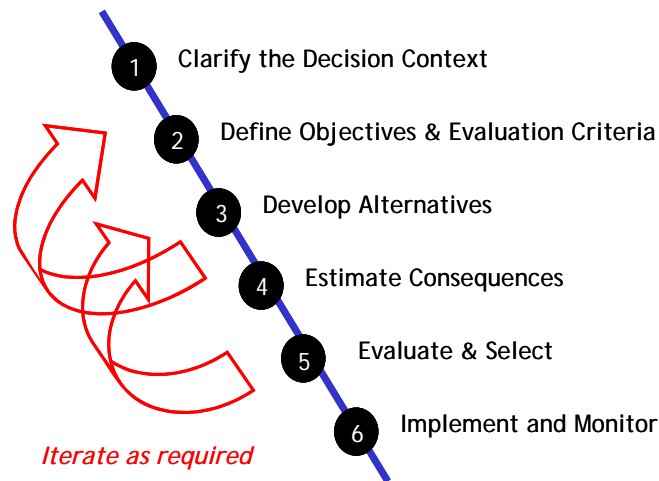 1 Clarify the Decision Context
2 Define Objectives & Evaluation Criteria
3 Develop Alternatives
4 Estimate Consequences
5 Evaluate & Select
6 Implement and Monitor
Iterate as required